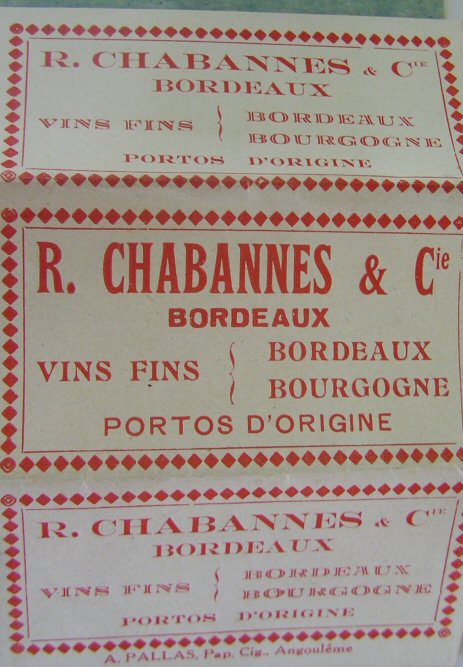 R. CHABANNES & CIE
BORDEAUX
VINS FINS { BORDEAUX
BOURGOGNE
PORTOS D'ORIGINE
R. CHABANNES & Cie
BORDEAUX
VINS FINS { BORDEAUX
BOURGOGNE
PORTOS D'ORIGINE
R. CHABANNES & CIE
BORDEAUX
VINS FINS { BORDEAUX
BOURGOGNE
PORTOS D'ORIGINE
A. PALLAS, Pap. Cig., Angoulême